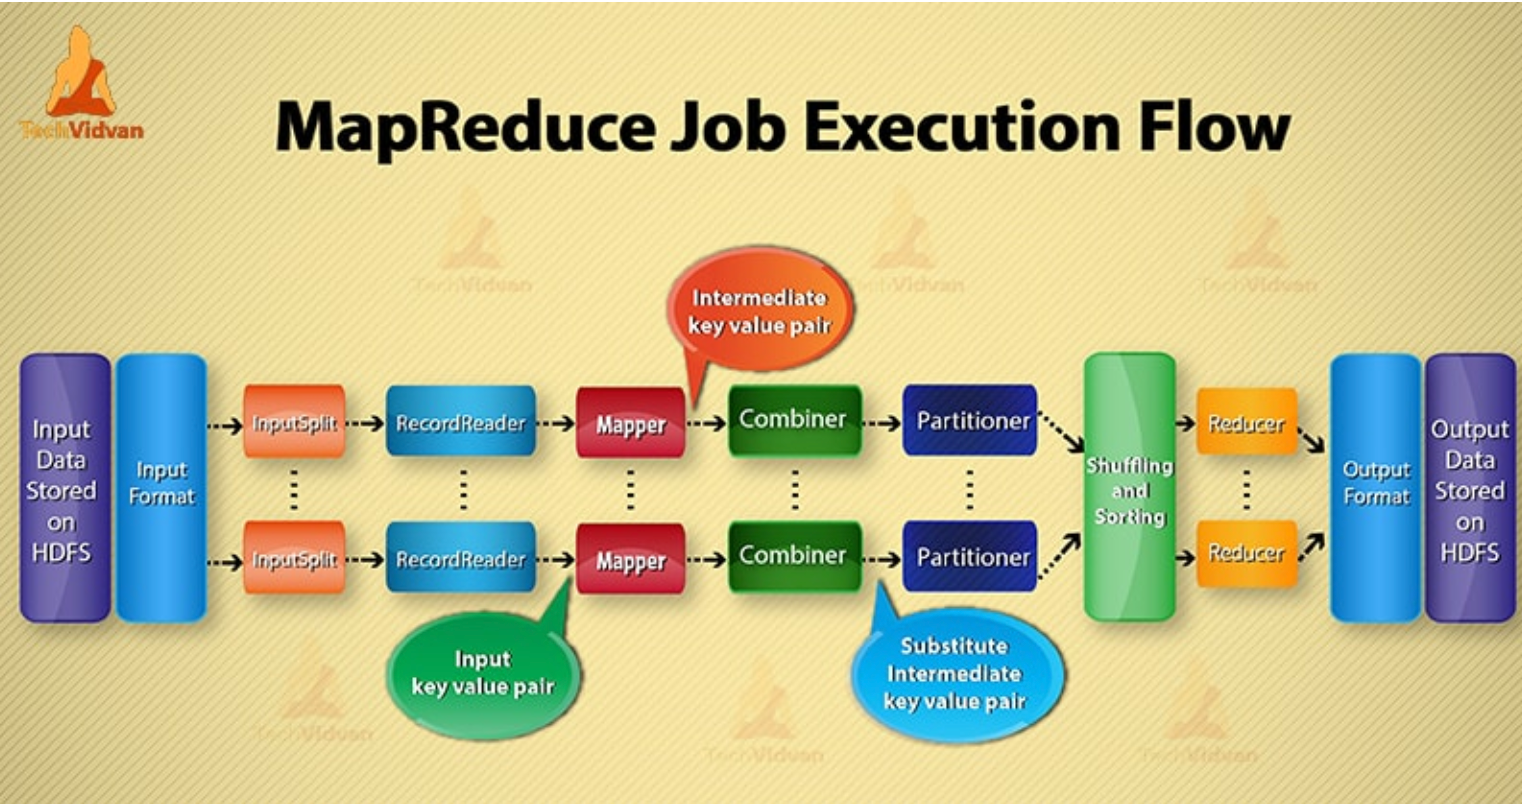 TechVidvan
MapReduce Job Execution Flow
TechVidvan
TechVidvan
TechVidvan
Intermediate
key value pair
Input
Data
Stored
on
HDFS
Input
Format
InputSplit
RecordReader
Mapper
Combiner
Partitioner
InputSplit
RecordReader
Mapper
Combiner
Partitioner
Shuffling
and
Sorting
Reducer
Reducer
Output
Format
Output
Data
Stored
on
HDFS
Input
key value pair
Substitute
Intermediate
key value pair
TechVidvan
TechVidvan
TechVidvan